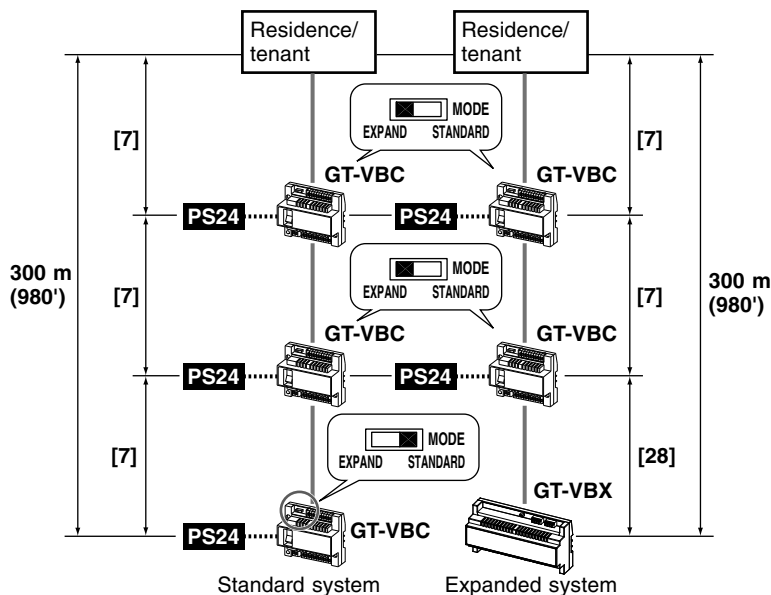 Residence/
tenant
Residence/
tenant
MODE
EXPAND STANDARD
[7]
[7]
GT-VBC
GT-VBC
PS24
PS24
300 m
(980')
MODE
EXPAND STANDARD
[7]
[7]
300 m
(980')
GT-VBC
GT-VBC
PS24
PS24
MODE
EXPAND STANDARD
[7]
[28]
GT-VBX
PS24
GT-VBC
Standard system
Expanded system